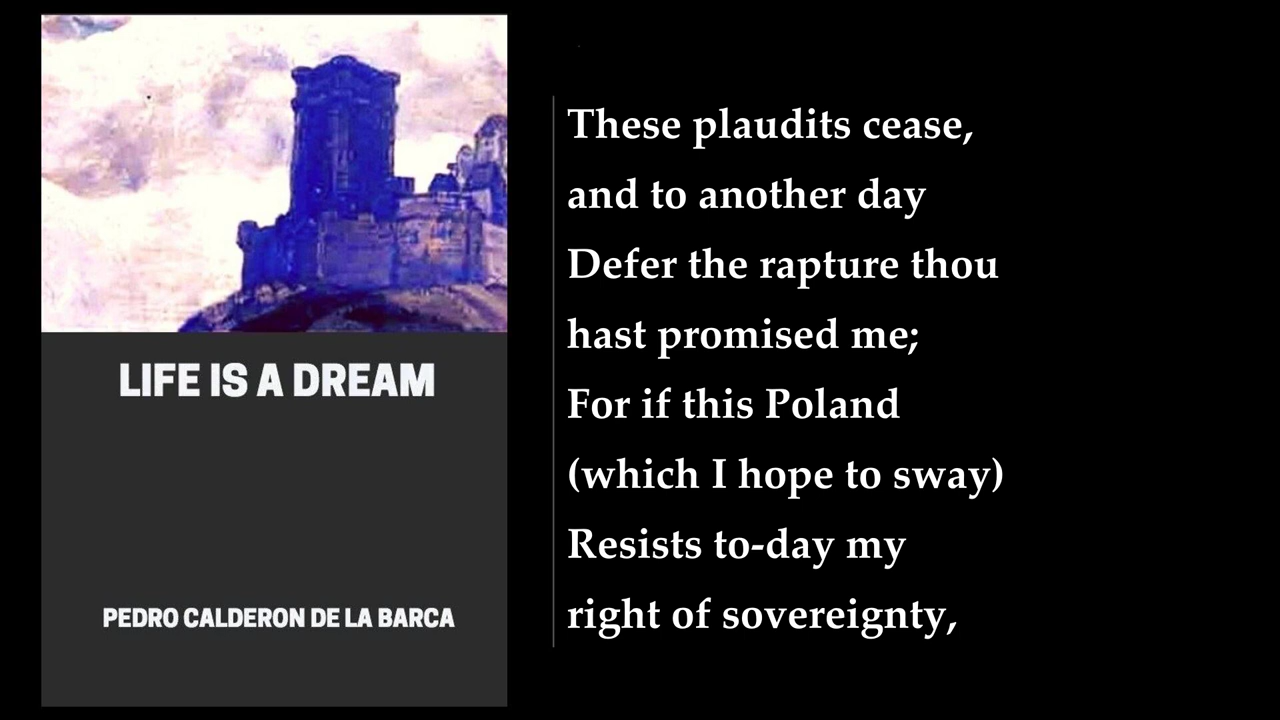 LIFE IS A DREAM
PEDRO CALDERON DE LA BARCA
These plaudits cease,
and to another day
Defer the rapture thou
hast promised me;
For if this Poland
(which I hope to sway)
Resists to-day my
right of sovereignty,